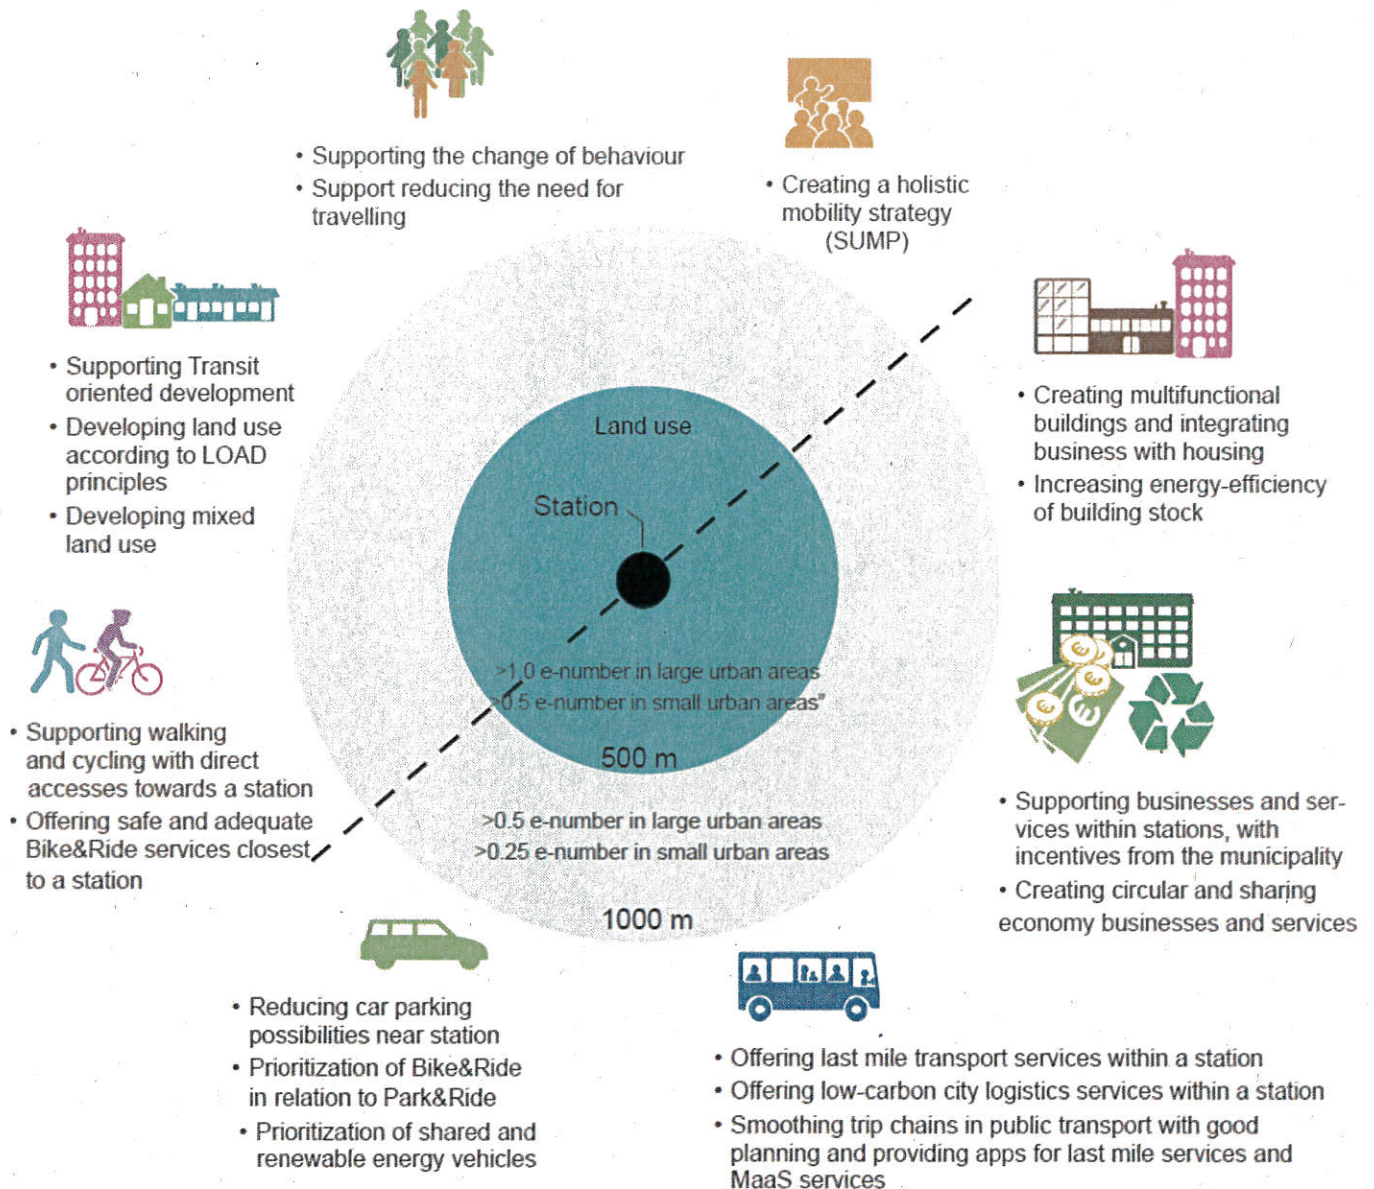 • Supporting the change of behaviour
• Support reducing the need for
travelling
• Creating a holistic
mobility strategy
(SUMP)
• Supporting Transit
oriented development
• Developing land use
according to LOAD
principles
• Developing mixed
land use
• Creating multifunctional
buildings and integrating
business with housing
• Increasing energy-efficiency
of building stock
Land use
Station
>1.0 e-number in large urban areas
>0.5 e-number in small urban areas"
500 m
>0.5 e-number in large urban areas
>0.25 e-number in small urban areas
1000 m
• Supporting walking
and cycling with direct
accesses towards a station
• Offering safe and adequate
Bike&Ride services closest
to a station
• Supporting businesses and ser-
vices within stations, with
incentives from the municipality
• Creating circular and sharing
economy businesses and services
• Reducing car parking
possibilities near station
• Prioritization of Bike&Ride
in relation to Park&Ride
• Prioritization of shared and
renewable energy vehicles
• Offering last mile transport services within a station
• Offering low-carbon city logistics services within a station
• Smoothing trip chains in public transport with good
planning and providing apps for last mile services and
MaaS services